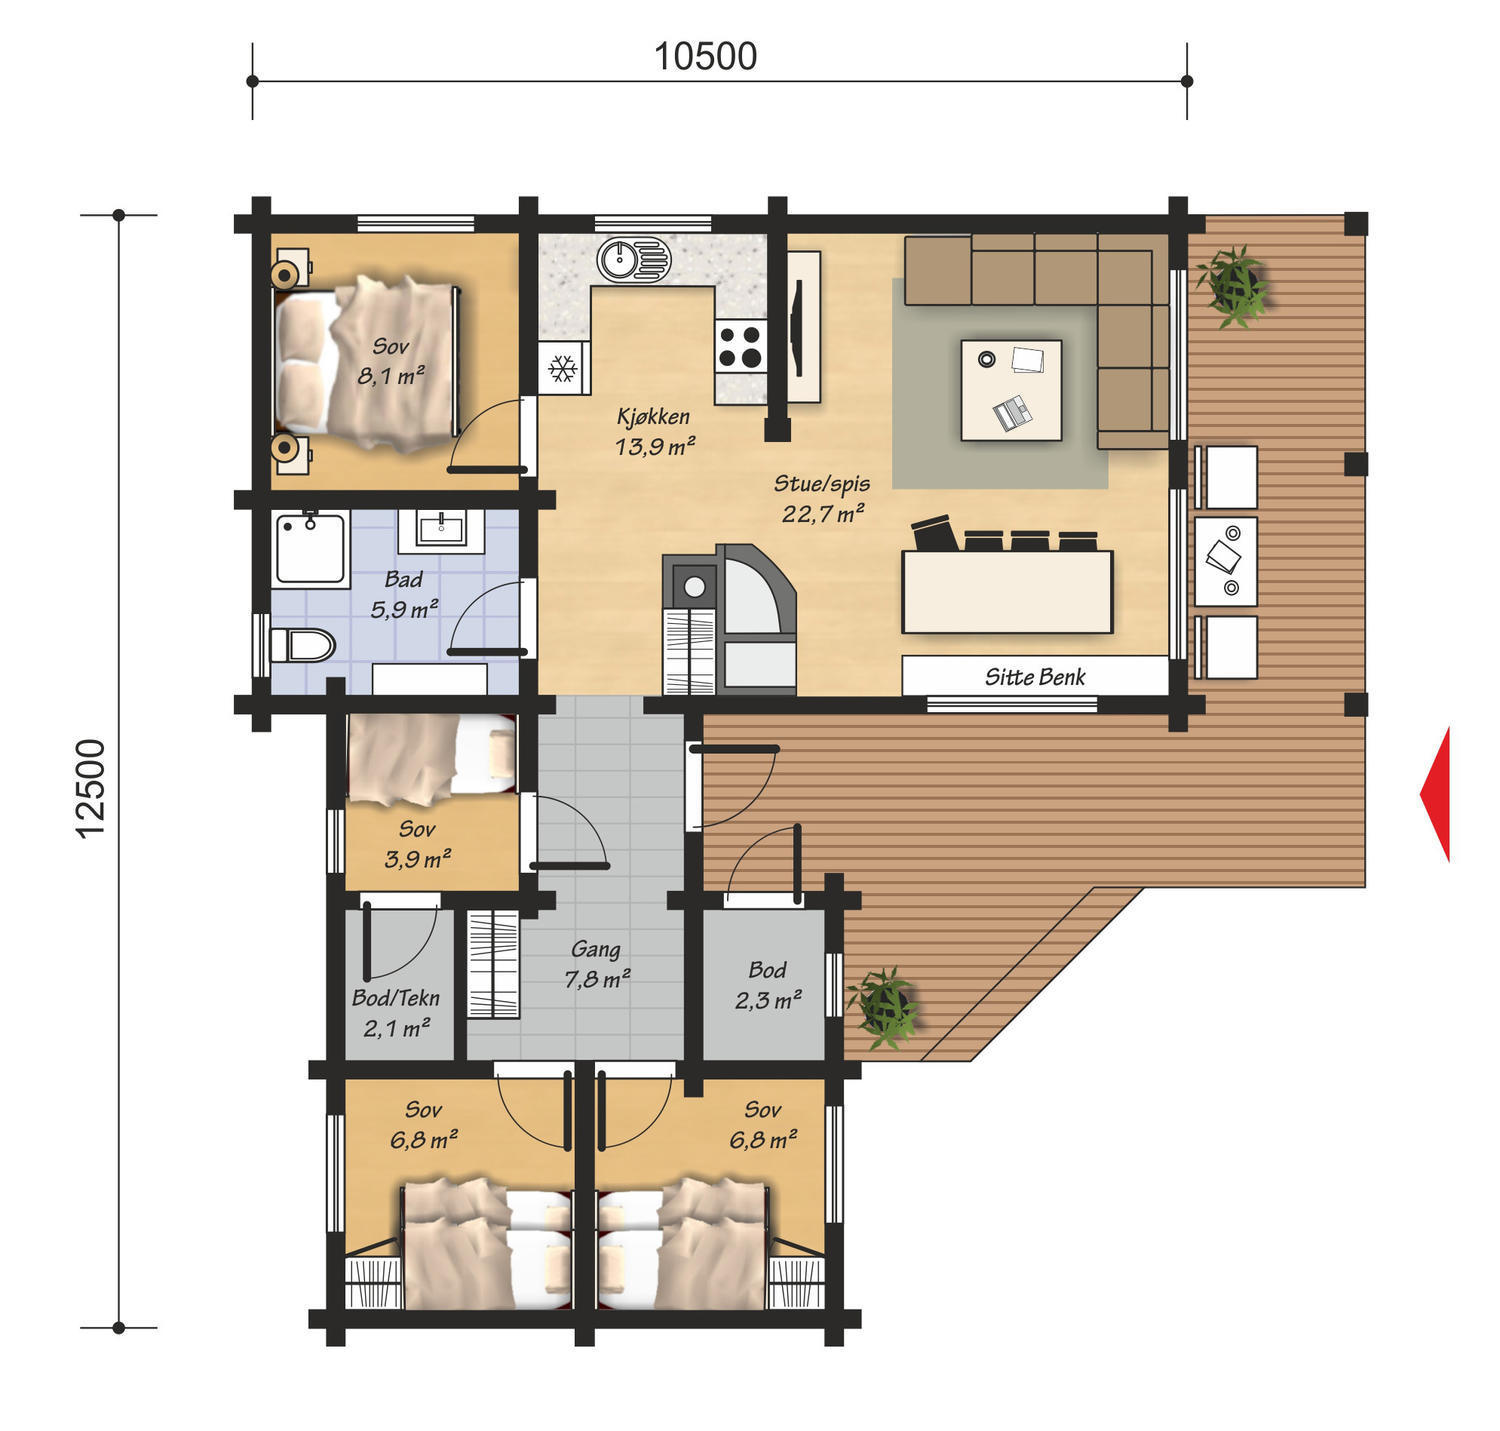 10500
12500
Sov
8,1 m²
Kjøkken
13,9 m²
Stue/spis
22,7 m²
Bad
5,9 m²
Sitte Benk
Sov
3,9 m²
Gang
7,8 m²
Bod
2,3 m²
Bod/Tekn
2,1 m²
Sov
6,8 m²
Sov
6,8 m²